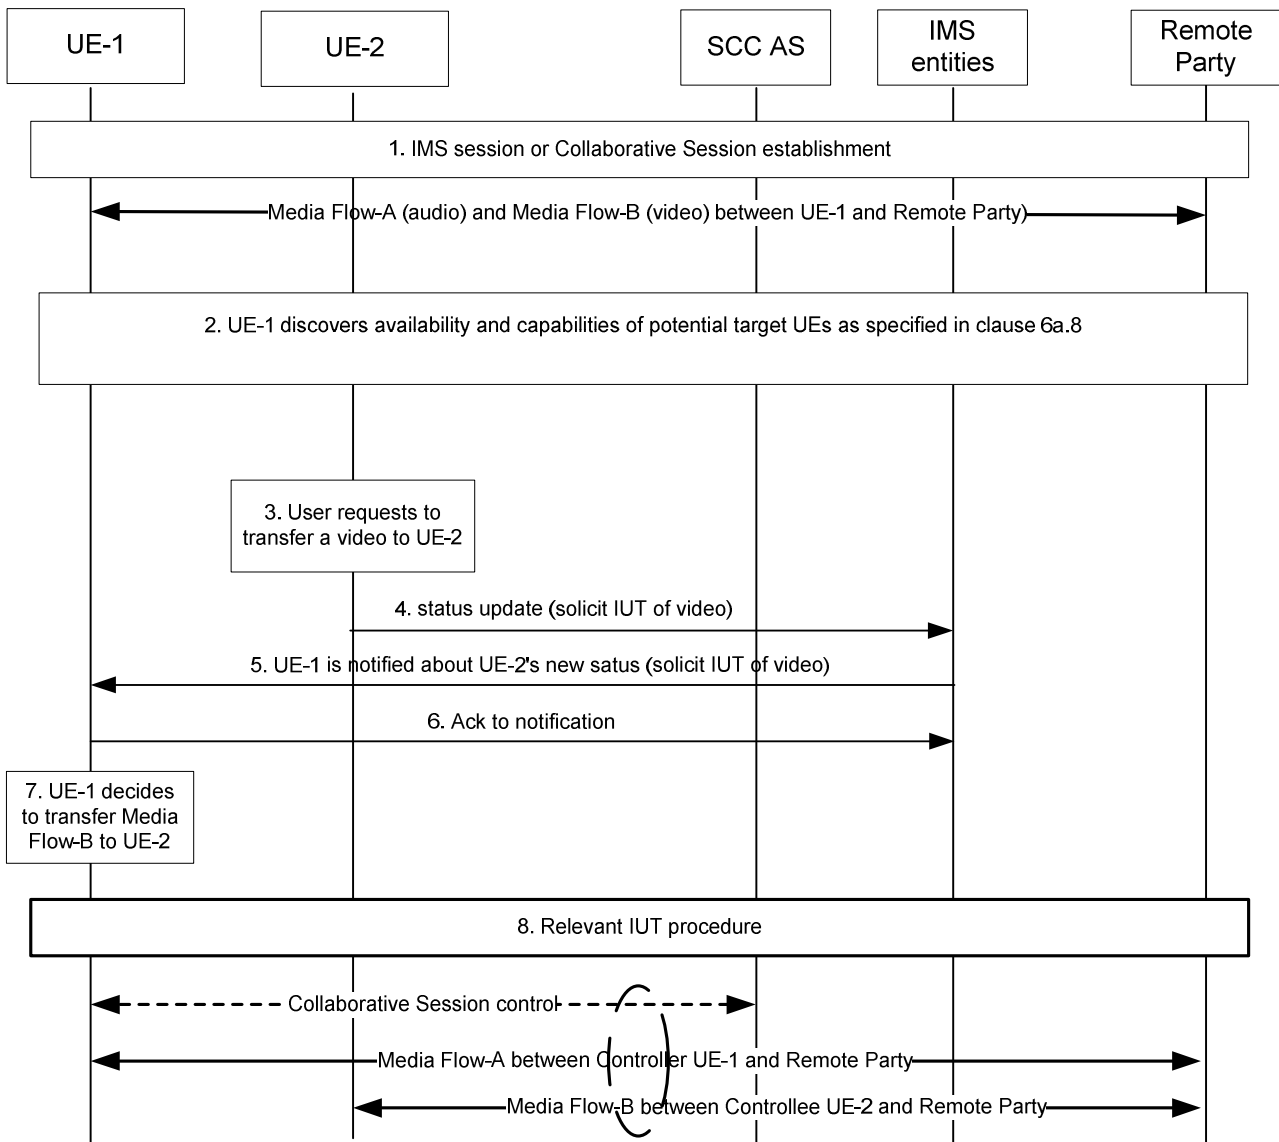 UE-1
UE-2
SCC AS
IMS
entities
Remote
Party
1. IMS session or Collaborative Session establishment
Media Flow-A (audio) and Media Flow-B (video) between UE-1 and Remote Party)
2. UE-1 discovers availability and capabilities of potential target UEs as specified in clause 6a.8
3. User requests to
transfer a video to UE-2
4. status update (solicit IUT of video)
5. UE-1 is notified about UE-2's new satus (solicit IUT of video)
6. Ack to notification
7. UE-1 decides
to transfer Media
Flow-B to UE-2
8. Relevant IUT procedure
Collaborative Session control
Media Flow-A between Controller UE-1 and Remote Party
Media Flow-B between Controllee UE-2 and Remote Party